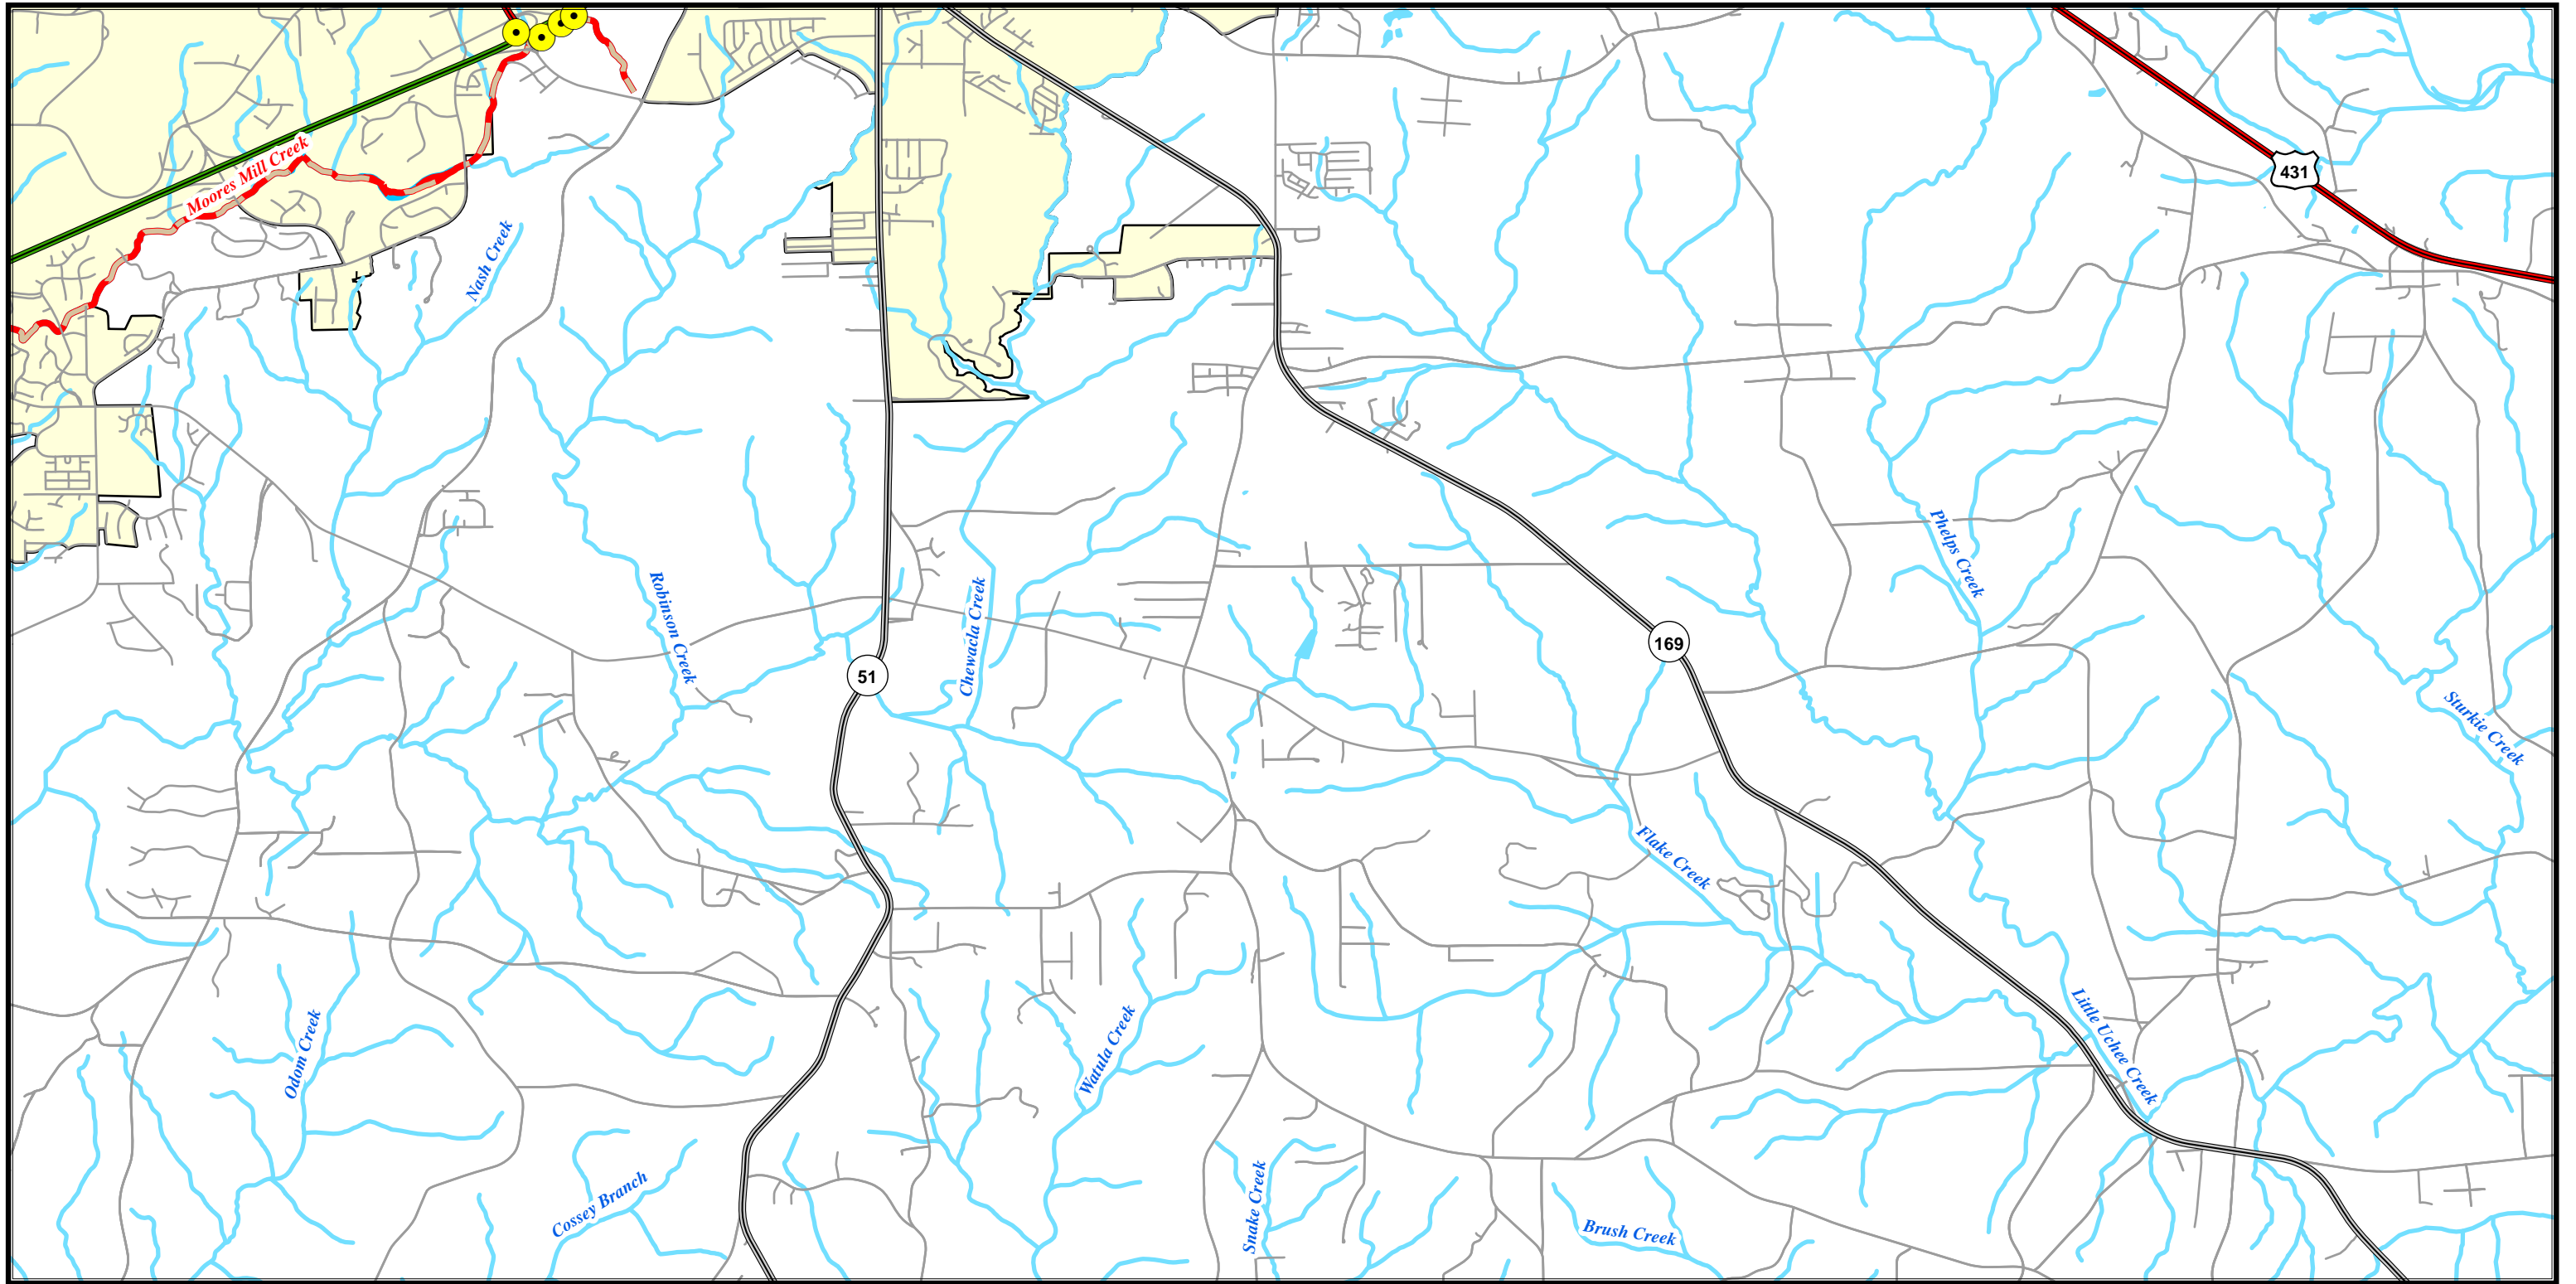 431
Moores Mill Creek
Nash Creek
Phelps Creek
Robinson Creek
Chewacla Creek
169
51
Sturkie Creek
Flake Creek
Odom Creek
Watula Creek
Little Uchee Creek
Cossey Branch
Snake Creek
Brush Creek